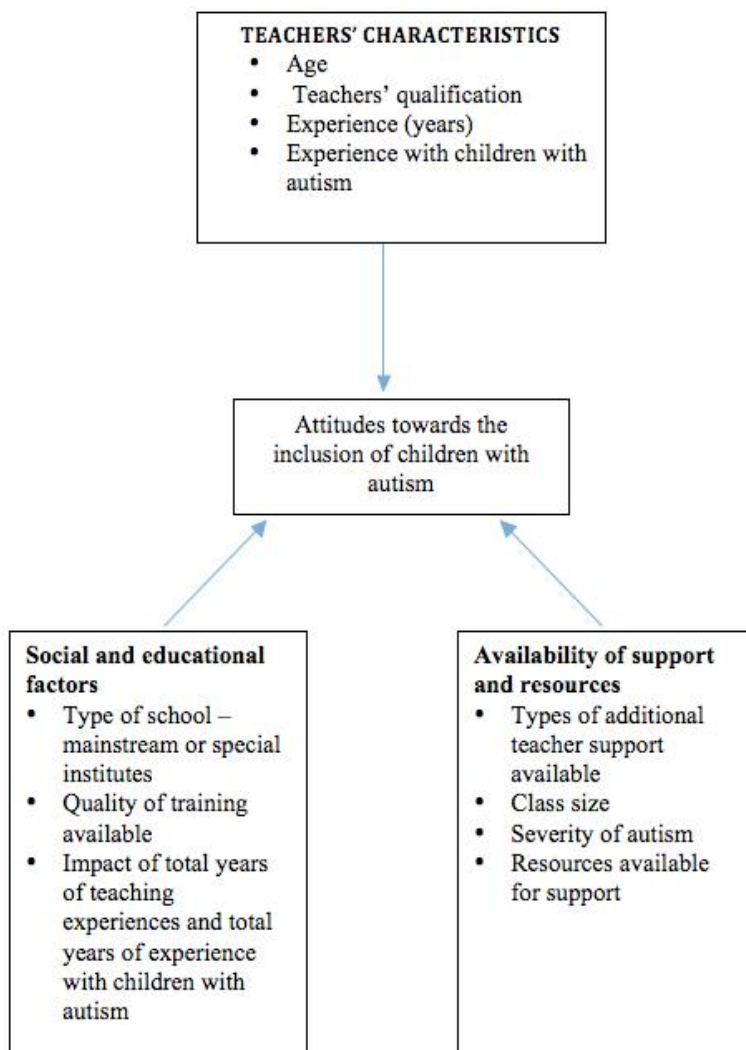 TEACHERS’ CHARACTERISTICS
• Age
• Teachers’ qualification
• Experience (years)
• Experience with children with
autism
Attitudes towards the
inclusion of children with
autism
Social and educational
factors
• Type of school –
mainstream or special
institutes
• Quality of training
available
• Impact of total years
of teaching
experiences and total
years of experience
with children with
autism
Availability of support
and resources
• Types of additional
teacher support
available
• Class size
• Severity of autism
• Resources available
for support